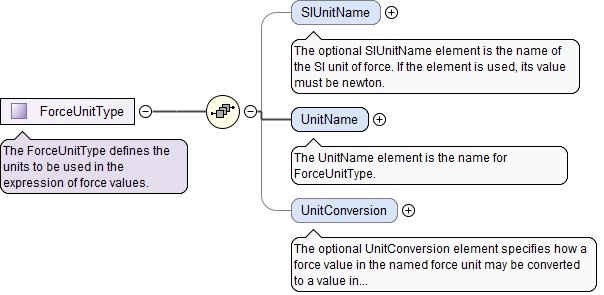 SIUnitName
The optional SIUnitName element is the name of
the SI unit of force. If the element is used, its value
must be newton.
ForceUnitType
The ForceUnitType defines the
units to be used in the
expression of force values.
UnitName
The UnitName element is the name for
ForceUnitType.
UnitConversion
The optional UnitConversion element specifies how a
force value in the named force unit may be converted
to a value in...